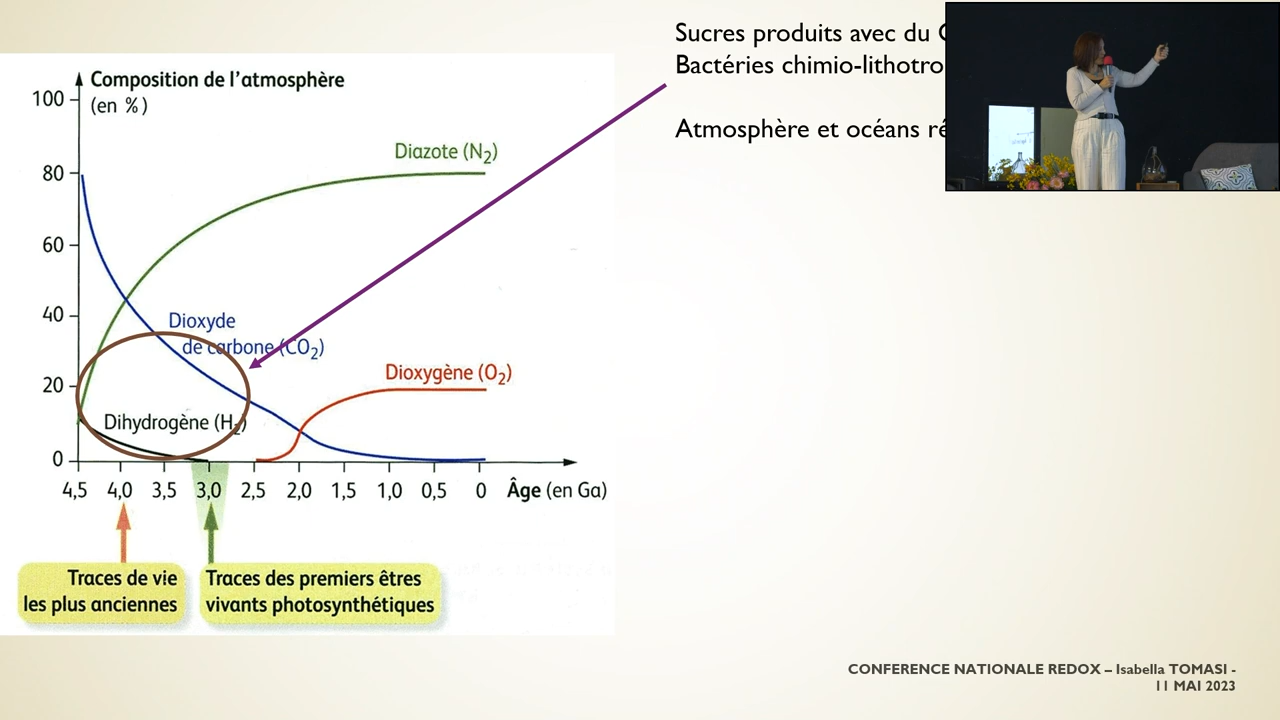 Sucres produits avec du
Bactéries chimio-lithotro
Atmosphère et océans
Composition de l'atmosphère
(en %)
100
80
60
40
20
0
Diazote (N2)
Dioxyde
de carbone (CO2)
Dioxygène (O2)
Dihydrogène (H2)
4,5 4,0 3,5 3,0 2,5 2,0 1,5 1,0 0,5 0 Âge (en Ga)
Traces de vie
les plus anciennes
Traces des premiers êtres
vivants photosynthétiques
CONFERENCE NATIONALE REDOX – Isabella TOMASI -
11 MAI 2023